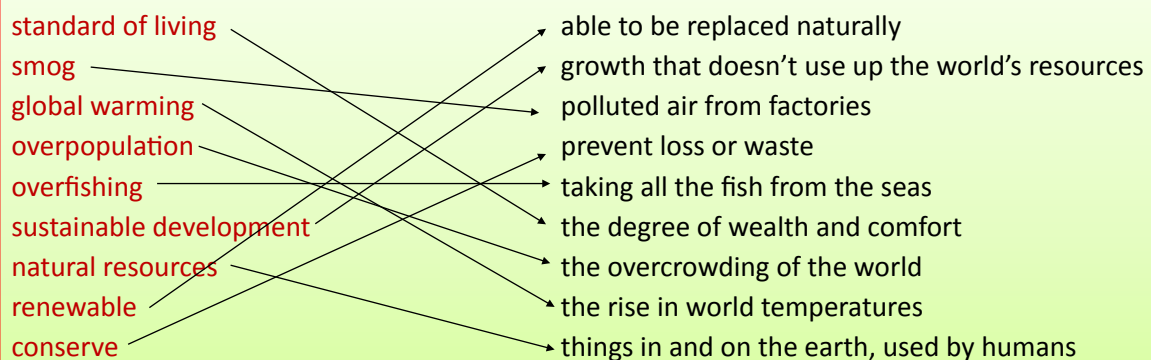 standard of living able to be replaced naturally
smog growth that doesn’t use up the world’s resources
global warming polluted air from factories
overpopulation prevent loss or waste
overfishing taking all the fish from the seas
sustainable development the degree of wealth and comfort
natural resources the overcrowding of the world
renewable the rise in world temperatures
conserve things in and on the earth, used by humans